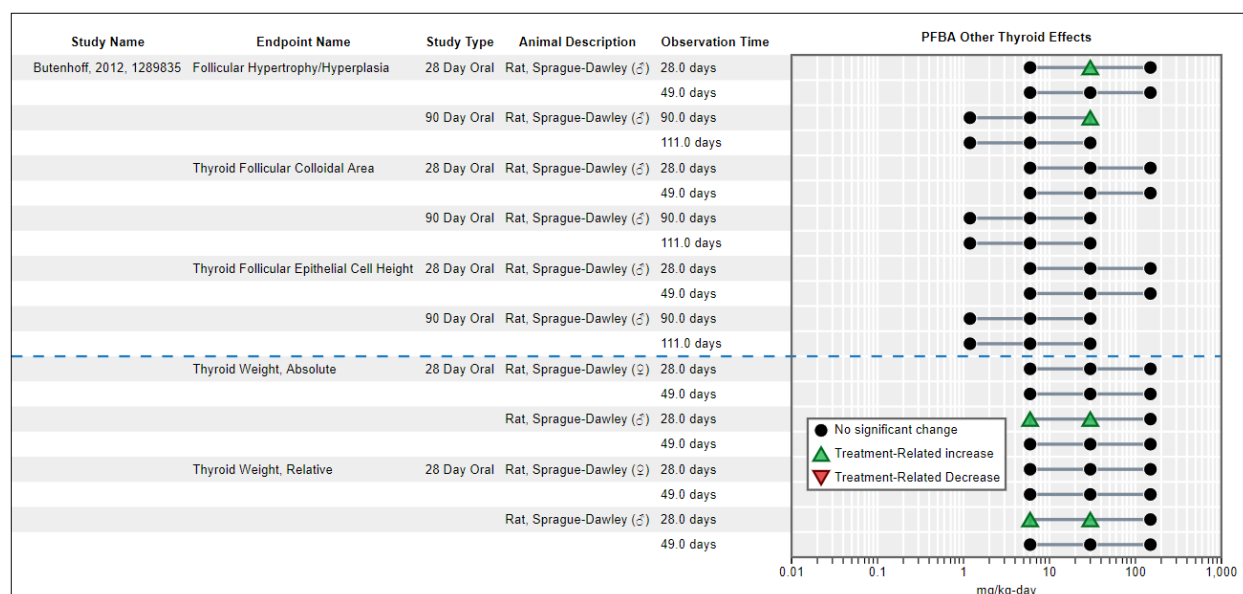 Study Name Endpoint Name Study Type Animal Description Observation Time PFBA Other Thyroid Effects
Butenhoff, 2012, 1289835 Follicular Hypertrophy/Hyperplasia 28 Day Oral Rat, Sprague-Dawley (♂) 28.0 days
49.0 days
90 Day Oral Rat, Sprague-Dawley (♂) 90.0 days
111.0 days
Thyroid Follicular Colloidal Area 28 Day Oral Rat, Sprague-Dawley (♂) 28.0 days
49.0 days
90 Day Oral Rat, Sprague-Dawley (♂) 90.0 days
111.0 days
Thyroid Follicular Epithelial Cell Height 28 Day Oral Rat, Sprague-Dawley (♂) 28.0 days
49.0 days
90 Day Oral Rat, Sprague-Dawley (♂) 90.0 days
111.0 days
Thyroid Weight, Absolute 28 Day Oral Rat, Sprague-Dawley (♀) 28.0 days
49.0 days
Rat, Sprague-Dawley (♂) 28.0 days
49.0 days
Thyroid Weight, Relative 28 Day Oral Rat, Sprague-Dawley (♀) 28.0 days
49.0 days
Rat, Sprague-Dawley (♂) 28.0 days
49.0 days
No significant change
Treatment-Related increase
Treatment-Related Decrease
0.01 0.1 1 10 100 1,000
mg/kg-day